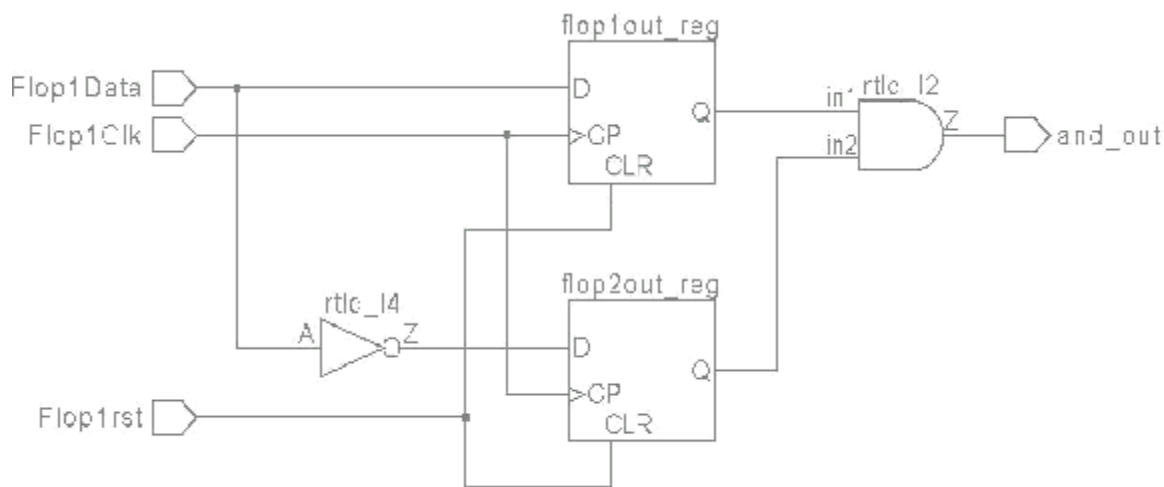 flop1out_reg
Flop1Data
D
Q
in1
rtlc_I2
Z
Flop1Clk
CP
in2
and_out
CLR
flop2out_reg
rtlc_I4
A
Z
D
Q
CP
Flop1rst
CLR